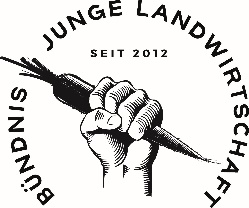 BÜNDNIS JUNGE LANDWIRTSCHAFT
SEIT 2012